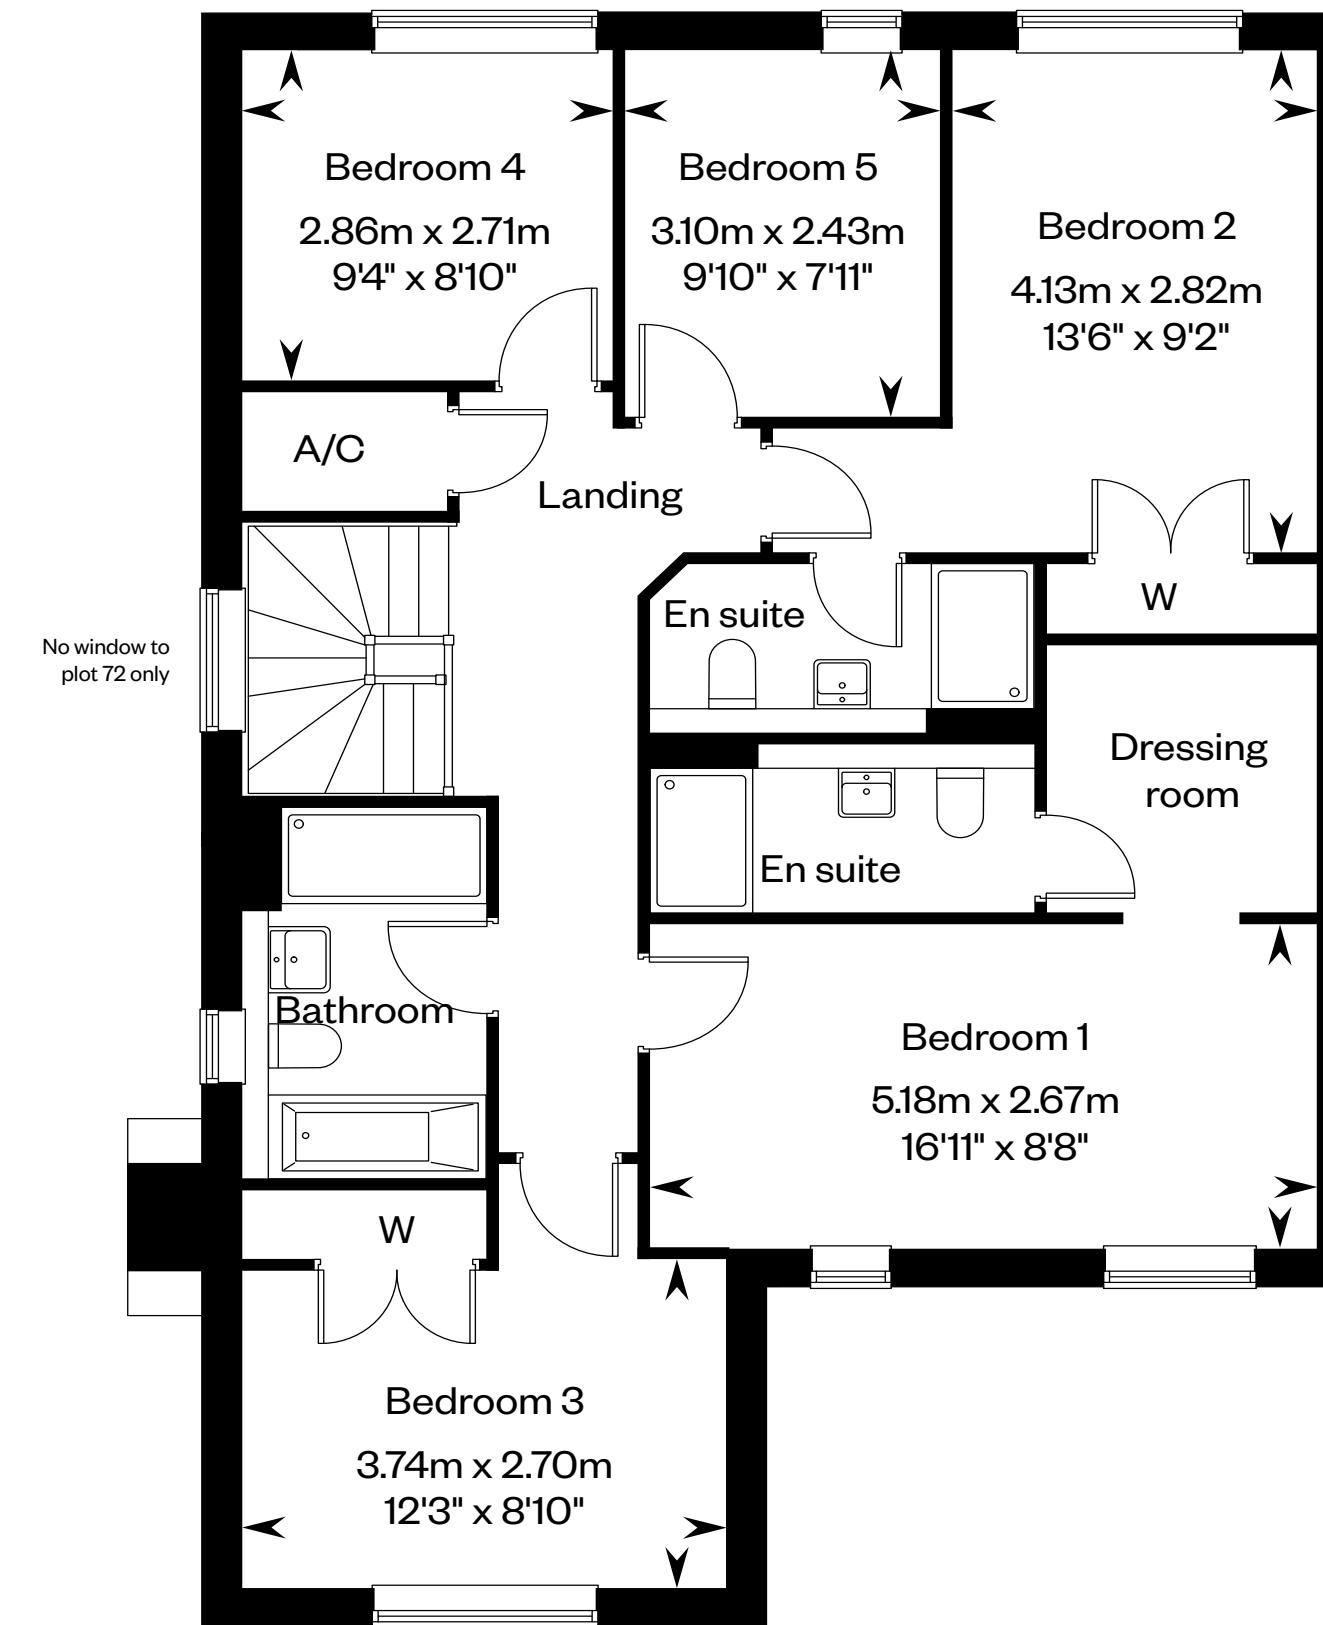 Bedroom 4
2.86m x 2.71m
9'4" x 8'10"
Bedroom 5
3.10m x 2.43m
9'10" x 7'11"
Bedroom 2
4.13m x 2.82m
13'6" x 9'2"
A/C
Landing
En suite
W
No window to
plot 72 only
Dressing
room
En suite
Bathroom
Bedroom 1
5.18m x 2.67m
16'11" x 8'8"
W
Bedroom 3
3.74m x 2.70m
12'3" x 8'10"